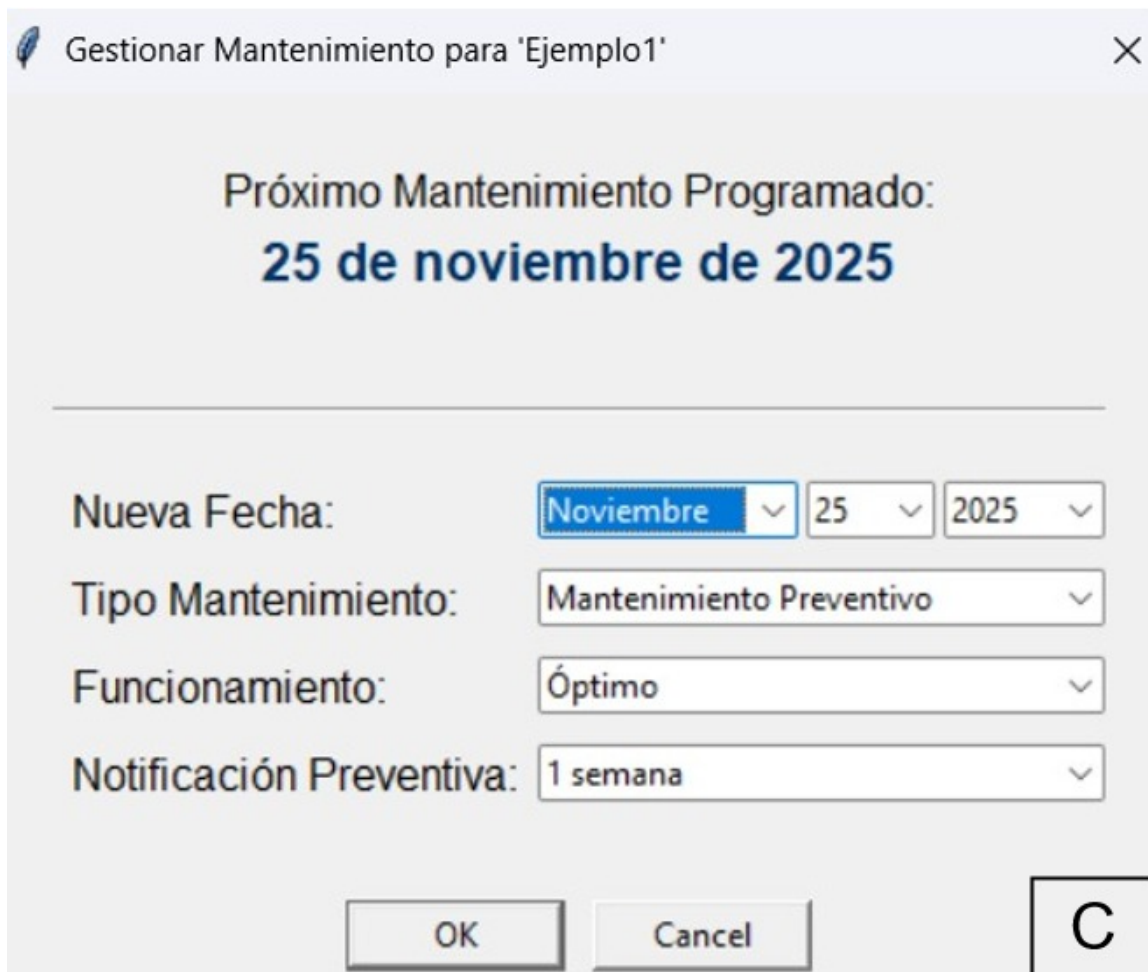 Gestionar Mantenimiento para 'Ejemplo1'
Próximo Mantenimiento Programado:
25 de noviembre de 2025
Nueva Fecha: Noviembre 25 2025
Tipo Mantenimiento: Mantenimiento Preventivo
Funcionamiento: Óptimo
Notificación Preventiva: 1 semana
OK Cancel
C